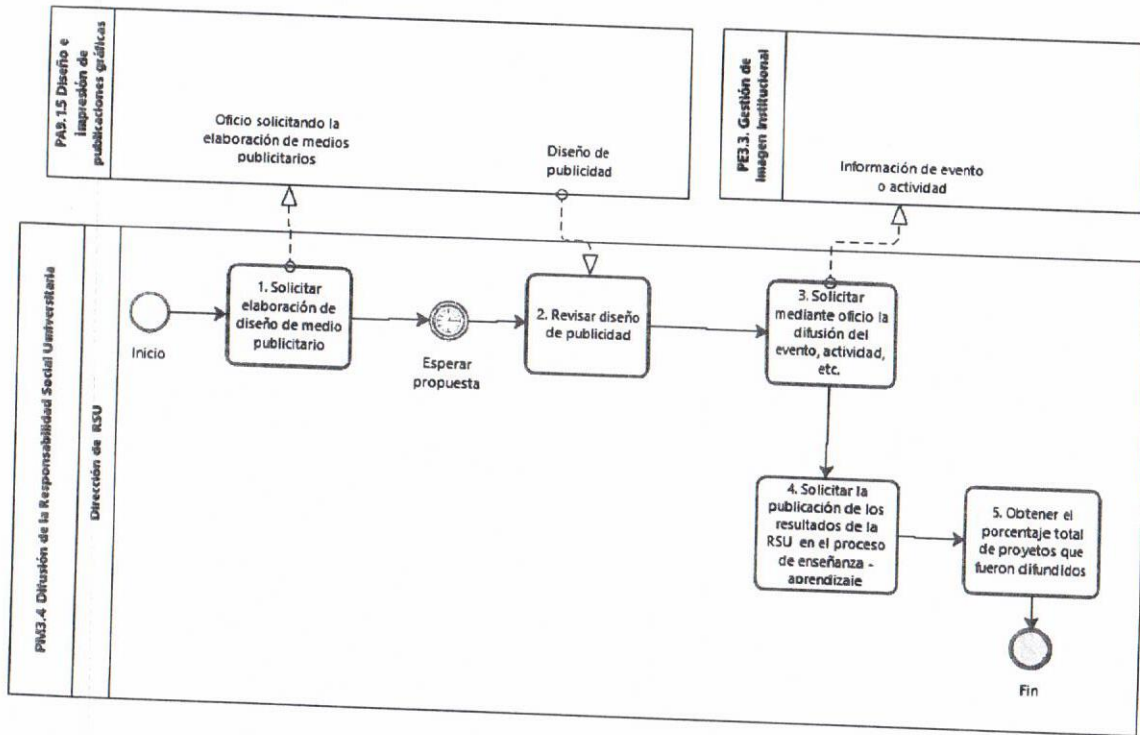 PA9.1.5 Diseño e
impresión de
publicaciones gráficas
Oficio solicitando la
elaboración de medios
publicitarios
Diseño de
publicidad
PE3.3. Gestión de
Imagen Institucional
Información de evento
o actividad
PM3.4 Difusión de la Responsabilidad Social Universitaria
Dirección de RSU
Inicio
1. Solicitar
elaboración de
diseño de medio
publicitario
Esperar
propuesta
2. Revisar diseño
de publicidad
3. Solicitar
mediante oficio la
difusión del
evento, actividad,
etc.
4. Solicitar la
publicación de los
resultados de la
RSU en el proceso
de enseñanza -
aprendizaje
5. Obtener el
porcentaje total
de proyetos que
fueron difundidos
Fin